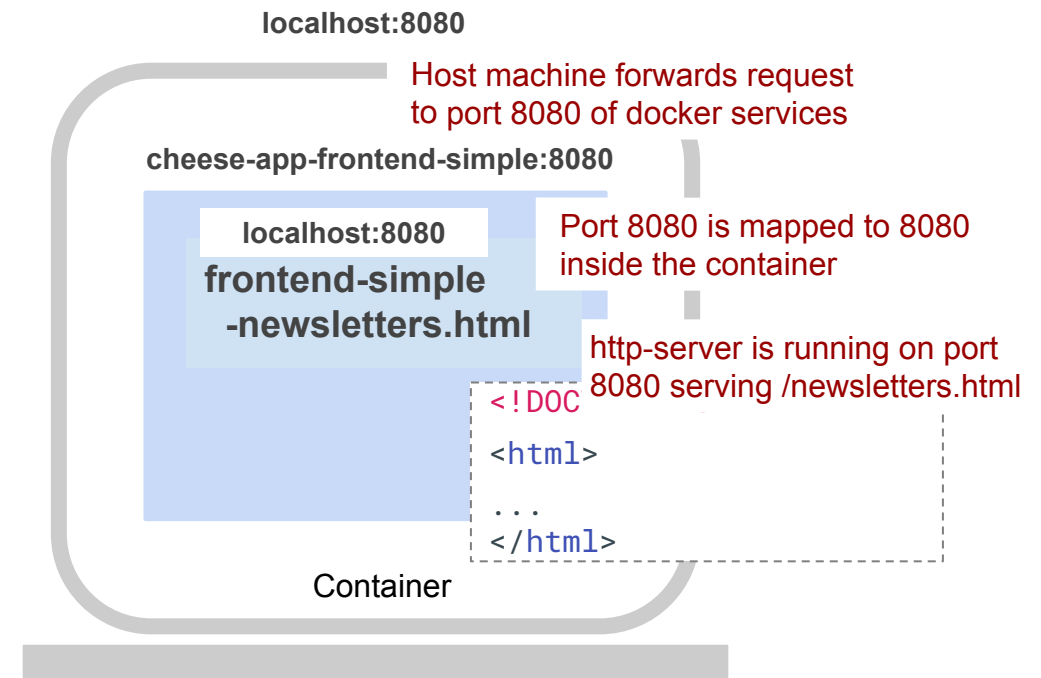 localhost:8080
Host machine forwards request
to port 8080 of docker services
cheese-app-frontend-simple:8080
localhost:8080
Port 8080 is mapped to 8080
inside the container
frontend-simple
-newsletters.html
http-server is running on port
8080 serving /newsletters.html
<!DOC
<html>
...
</html>
Container